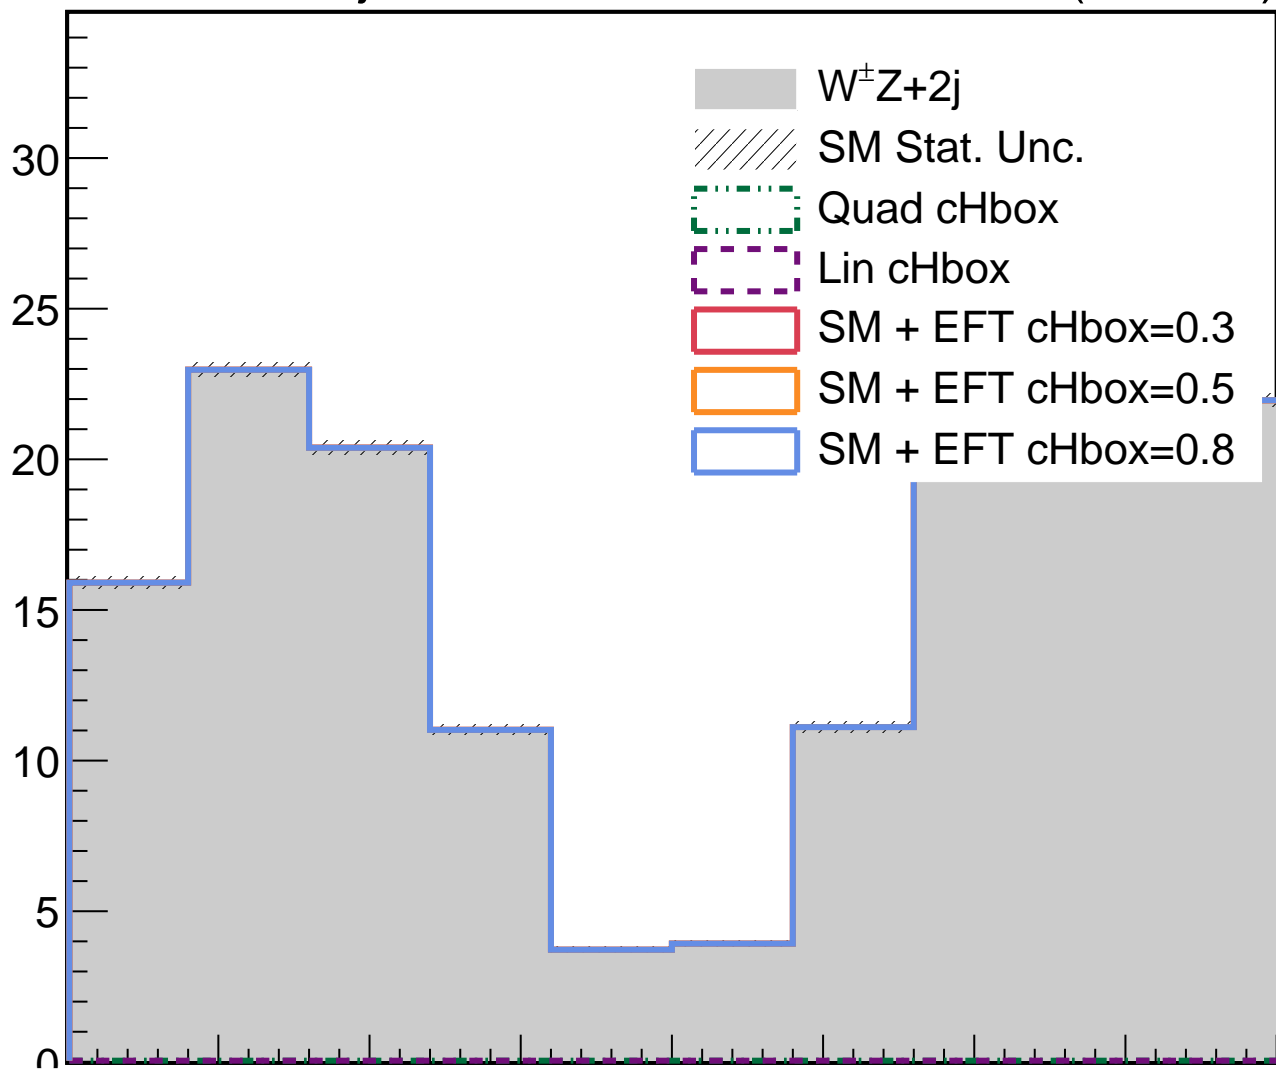 W±Z+2j
SM Stat. Unc.
Quad cHbox
Lin cHbox
SM + EFT cHbox=0.3
SM + EFT cHbox=0.5
SM + EFT cHbox=0.8
30
25
20
15
10
5
0